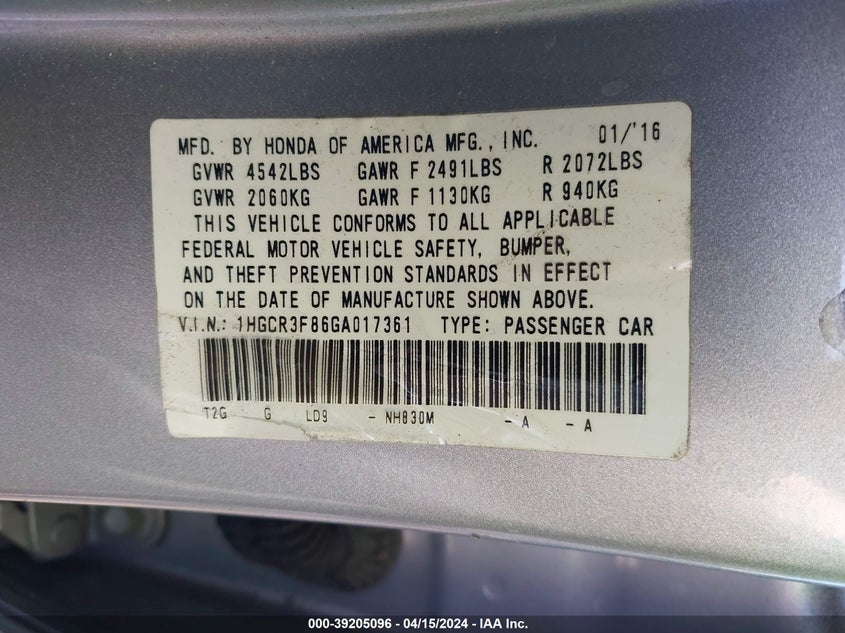 MFD. BY HONDA OF AMERICA MFG., INC. 01/'16
GVWR 4542LBS GAWR F 2491LBS R 2072LBS
GVWR 2060KG GAWR F 1130KG R 940KG
THIS VEHICLE CONFORMS TO ALL APPLICABLE
FEDERAL MOTOR VEHICLE SAFETY, BUMPER,
AND THEFT PREVENTION STANDARDS IN EFFECT
ON THE DATE OF MANUFACTURE SHOWN ABOVE.
V.I.N.: 1HGCR3F86GA017361 TYPE: PASSENGER CAR
T2G G LD9 - NH830M - A - A
000-39205096 - 04/15/2024 - IAA Inc.